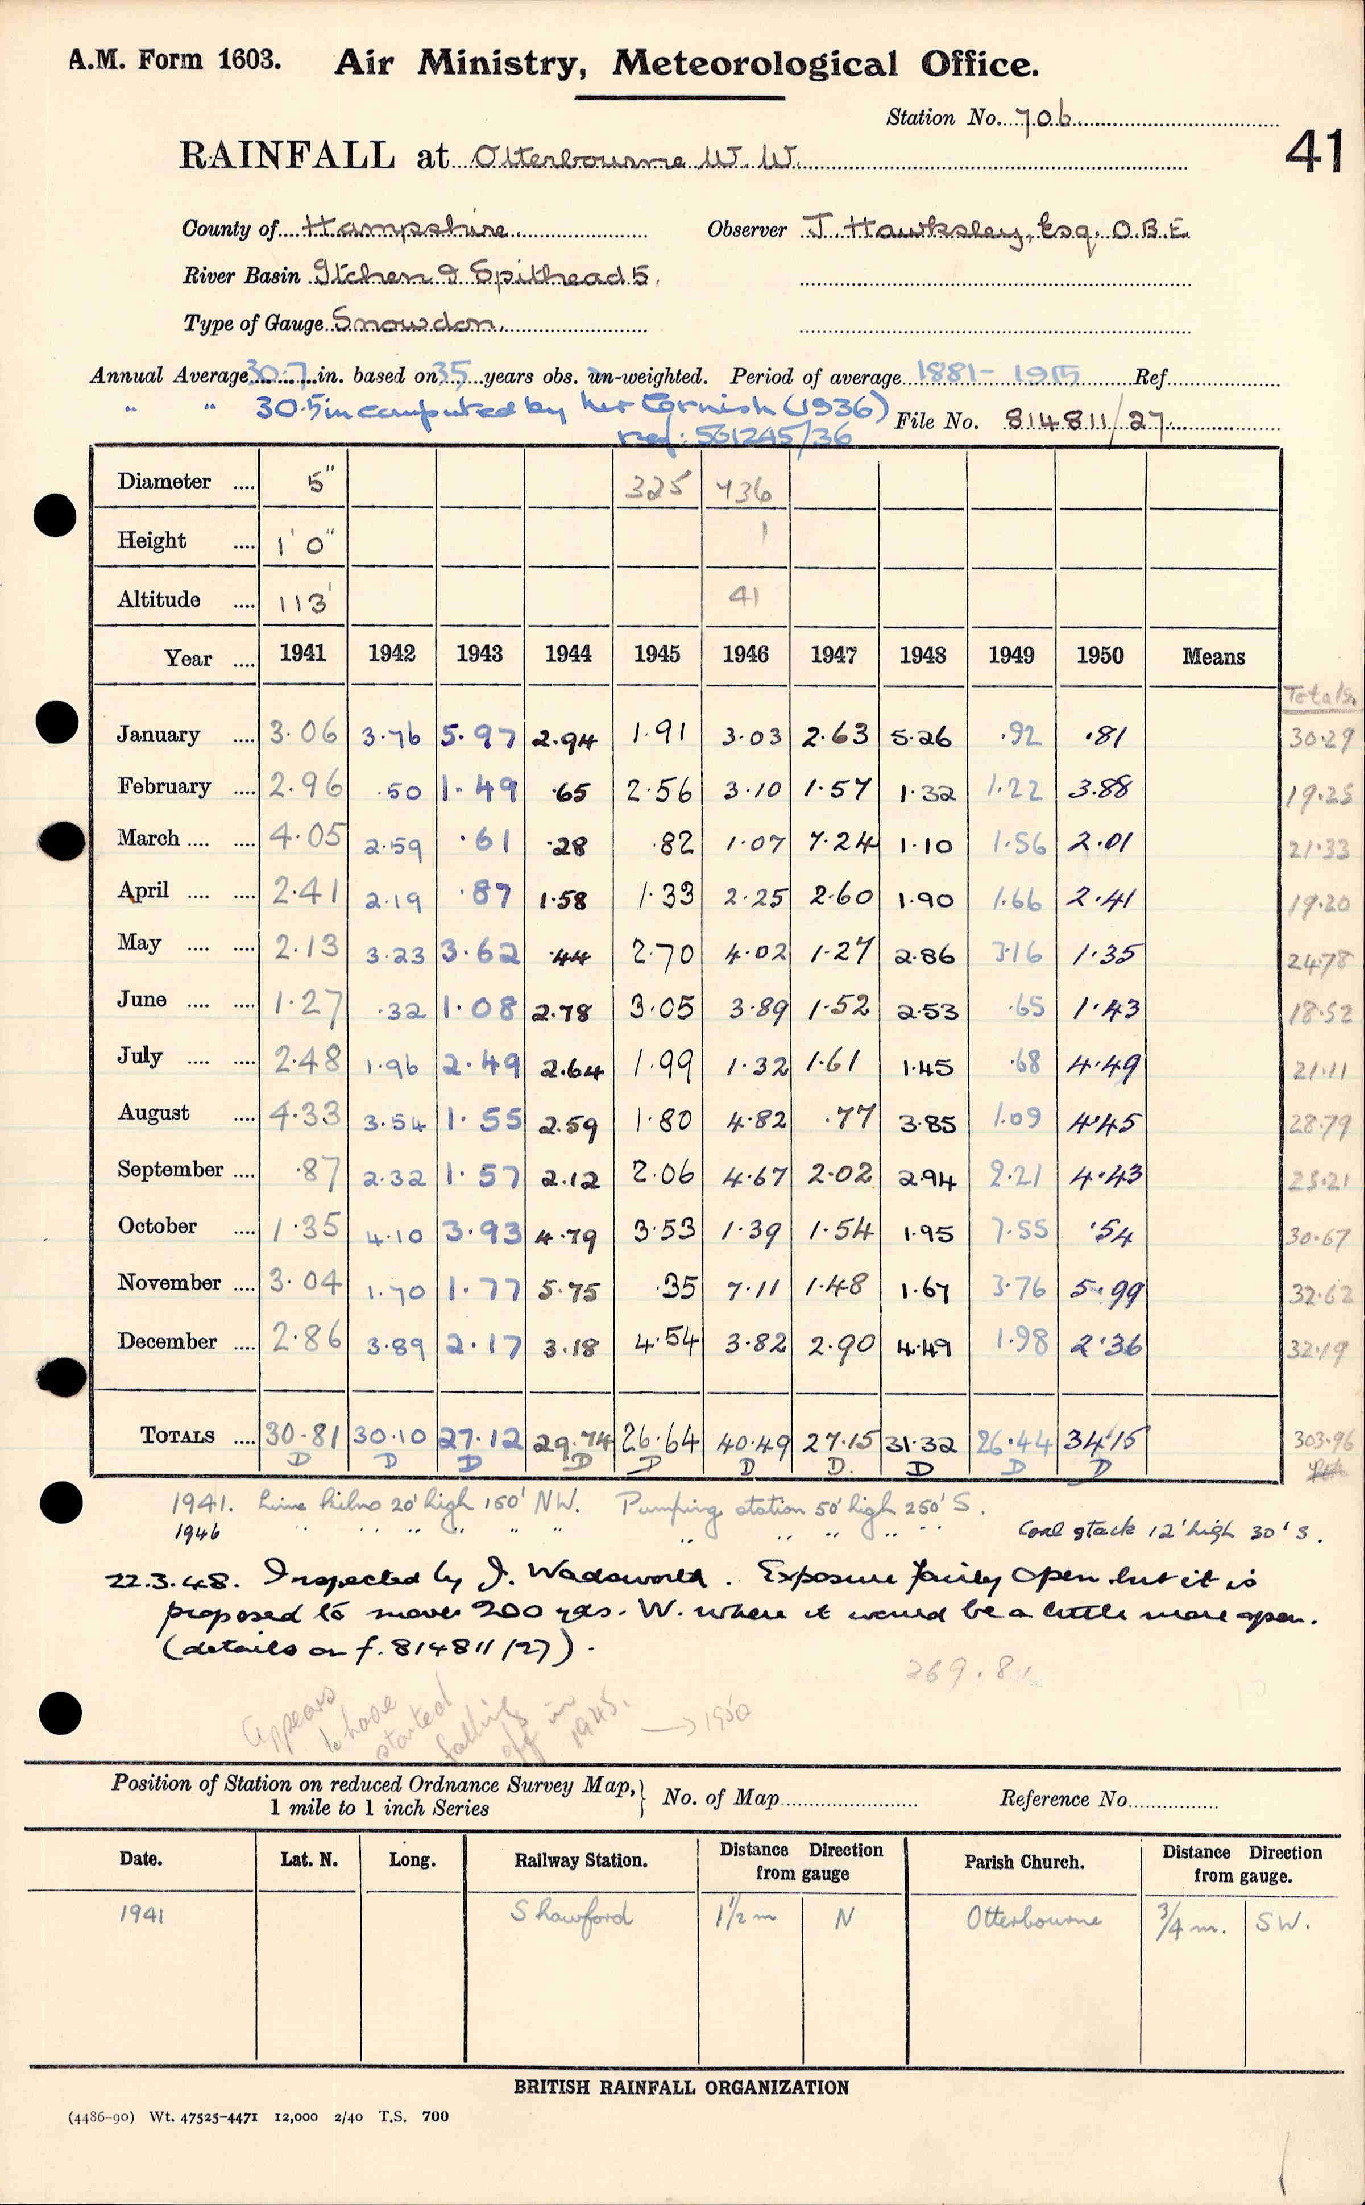 A.M. Form 1603. Air Ministry, Meteorological Office.
Station No. 706
RAINFALL at Otterbourne W.W. 41
County of Hampshire Observer J. Hawksley, Esq. O.B.E.
River Basin Itchen & Spithead 5.
Type of Gauge Snowdon.
Annual Average 30.7 in. based on 35 years obs. un-weighted. Period of average 1881-1915 Ref.
" " 30.5 in computed by Mr Cornish (1936) File No. 814811/27
Ref: 501245/36
Diameter .... 5" 325 436
Height .... 1' 0" 1
Altitude .... 113' 41
Year .... 1941 1942 1943 1944 1945 1946 1947 1948 1949 1950 Means
Totals.
January .... 3.06 3.76 5.97 2.94 1.91 3.03 2.63 5.26 .92 .81 30.29
February .... 2.96 .50 1.49 .65 2.56 3.10 1.57 1.32 1.22 3.88 19.25
March .... .... 4.05 2.59 .61 .28 .82 1.07 7.24 1.10 1.56 2.01 21.33
April .... .... 2.41 2.19 .87 1.58 1.33 2.25 2.60 1.90 1.66 2.41 19.20
May .... .... 2.13 3.23 3.62 .44 2.70 4.02 1.27 2.86 3.16 1.35 24.78
June .... .... 1.27 .32 1.08 2.78 3.05 3.89 1.52 2.53 .65 1.43 18.52
July .... .... 2.48 1.96 2.49 2.64 1.99 1.32 1.61 1.45 .68 4.49 21.11
August .... 4.33 3.54 1.55 2.59 1.80 4.82 .77 3.85 1.09 4.45 28.79
September .... .87 2.32 1.57 2.12 2.06 4.67 2.02 2.94 2.21 4.43 25.21
October .... 1.35 4.10 3.93 4.79 3.53 1.39 1.54 1.95 7.55 .54 30.67
November .... 3.04 1.70 1.77 5.75 .35 7.11 1.48 1.67 3.76 5.99 32.62
December .... 2.86 3.89 2.17 3.18 4.54 3.82 2.90 4.49 1.98 2.36 32.19
TOTALS .... 30.81 30.10 27.12 29.74 26.64 40.49 27.15 31.32 26.44 34.15 303.96
D D D D D D D. D D D
1941. Lime kilns 20' high 150' NW. Pumping station 50' high 250' S.
1946 " " " " " " " " " " Coal stack 12' high 30' S.
22.3.48. Inspected by J. Wadsworth. Exposure fairly open but it is
proposed to move 200 yds. W. where it would be a little more open.
(details on f. 814811/27).
269.81
Appears to have started falling off in 1945. → 1950
Position of Station on reduced Ordnance Survey Map, } No. of Map Reference No.
1 mile to 1 inch Series
Date. Lat. N. Long. Railway Station. Distance Direction from gauge Parish Church. Distance Direction from gauge.
1941 Shawford 1½ m N Otterbourne ¾ m. SW.
BRITISH RAINFALL ORGANIZATION
(4486-90) Wt. 47525-4471 12,000 2/40 T.S. 700